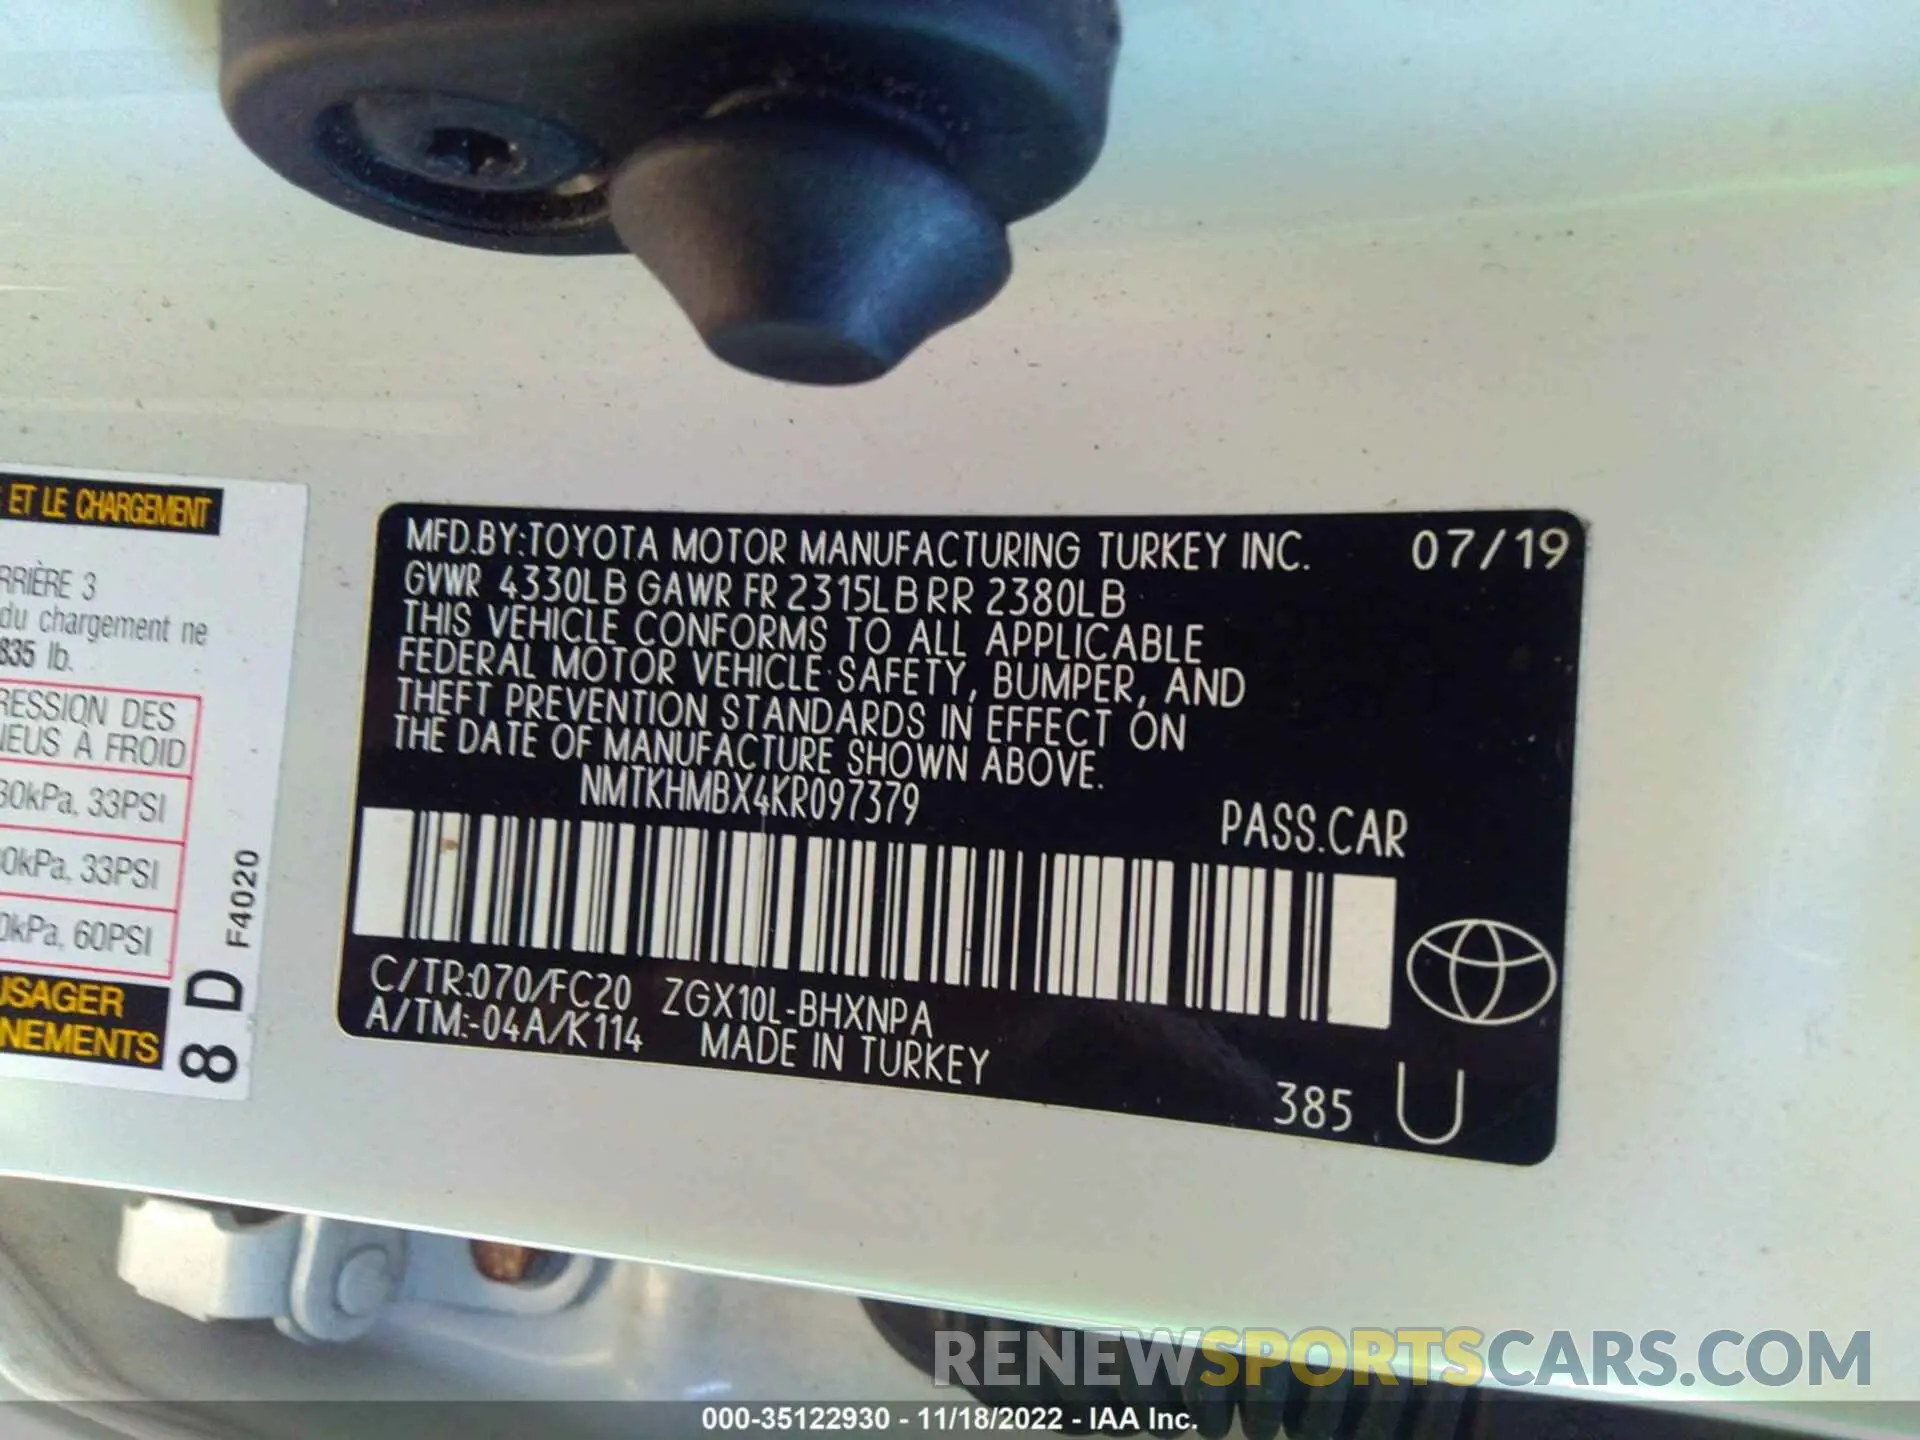 ET LE CHARGEMENT
RRIÈRE 3
du chargement ne
835 lb.
RESSION DES
NEUS A FROID
30kPa, 33PSI
0kPa, 33PSI
0kPa, 60PSI
USAGER
NEMENTS
8 D
F4020
MFD.BY:TOYOTA MOTOR MANUFACTURING TURKEY INC. 07/19
GVWR 4330LB GAWR FR 2315LB RR 2380LB
THIS VEHICLE CONFORMS TO ALL APPLICABLE
FEDERAL MOTOR VEHICLE SAFETY, BUMPER, AND
THEFT PREVENTION STANDARDS IN EFFECT ON
THE DATE OF MANUFACTURE SHOWN ABOVE.
NMTKHMBX4KR097379
PASS.CAR
C/TR:070/FC20 ZGX10L-BHXNPA
A/TM:-04A/K114 MADE IN TURKEY
385 U
RENEWSPORTSCARS.COM
000-35122930 - 11/18/2022 - IAA Inc.